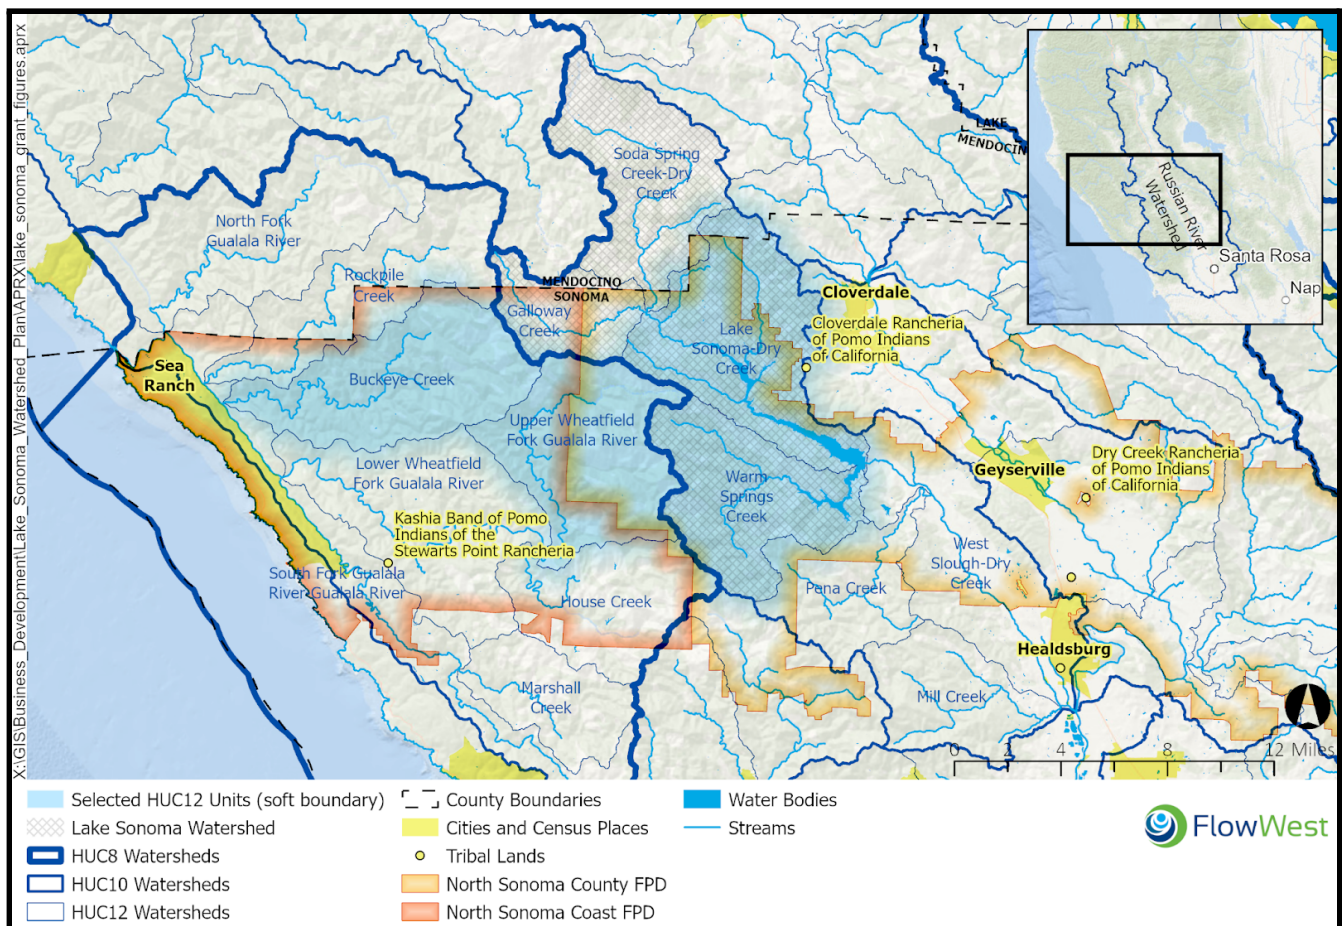 X:\GIS\Business_Development\Lake_Sonoma_Watershed_Plan\APRX\lake_sonoma_grant_figures.aprx
LAKE
MENDOCINO
Soda Spring
Creek-Dry
Creek
North Fork
Gualala River
Rockpile
Creek
MENDOCINO
SONOMA
Galloway
Creek
Cloverdale
Cloverdale Rancheria
of Pomo Indians
of California
Lake
Sonoma-Dry
Creek
Sea
Ranch
Buckeye Creek
Upper Wheatfield
Fork Gualala River
Lower Wheatfield
Fork Gualala River
Warm
Springs
Creek
Geyserville
Dry Creek Rancheria
of Pomo Indians
of California
Kashia Band of Pomo
Indians of the
Stewarts Point Rancheria
South Fork Gualala
River-Gualala River
House Creek
Pena Creek
West
Slough-Dry
Creek
Healdsburg
Marshall
Creek
Mill Creek
Russian River
Watershed
Santa Rosa
Nap
0 2 4 8 12 Miles
Selected HUC12 Units (soft boundary)
Lake Sonoma Watershed
HUC8 Watersheds
HUC10 Watersheds
HUC12 Watersheds
County Boundaries
Cities and Census Places
Tribal Lands
North Sonoma County FPD
North Sonoma Coast FPD
Water Bodies
Streams
FlowWest